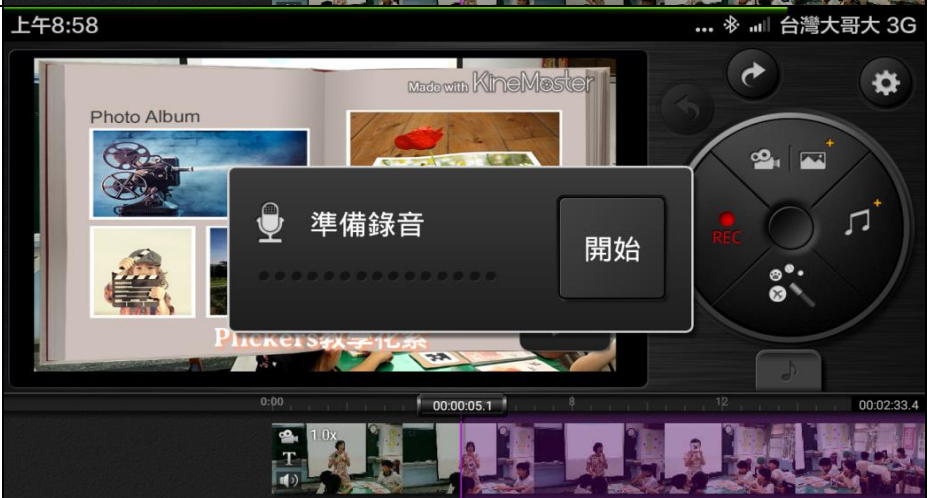 上午8:58
... 台灣大哥大 3G
Made with KineMaster
Photo Album
準備錄音
開始
REC
Plickers教學花絮
0:00
00:00:05.1
8
12
00:02:33.4
1.0x
T